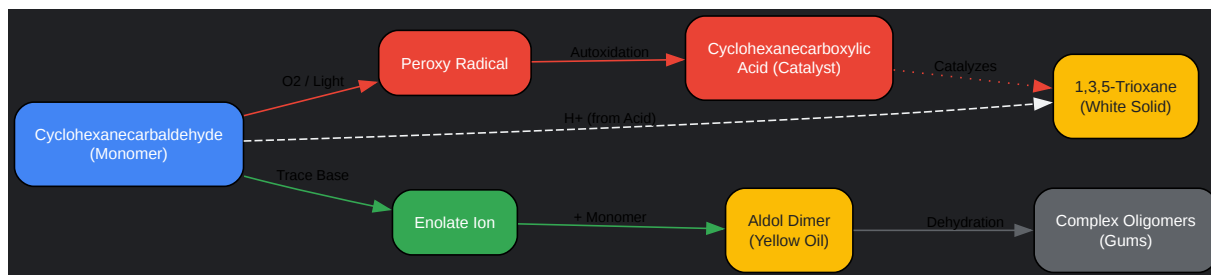 Cyclohexanecarbaldehyde
(Monomer)
O2 / Light
Peroxy Radical
Autoxidation
Cyclohexanecarboxylic
Acid (Catalyst)
Catalyzes
1,3,5-Trioxane
(White Solid)
H+ (from Acid)
Trace Base
Enolate Ion
+ Monomer
Aldol Dimer
(Yellow Oil)
Dehydration
Complex Oligomers
(Gums)